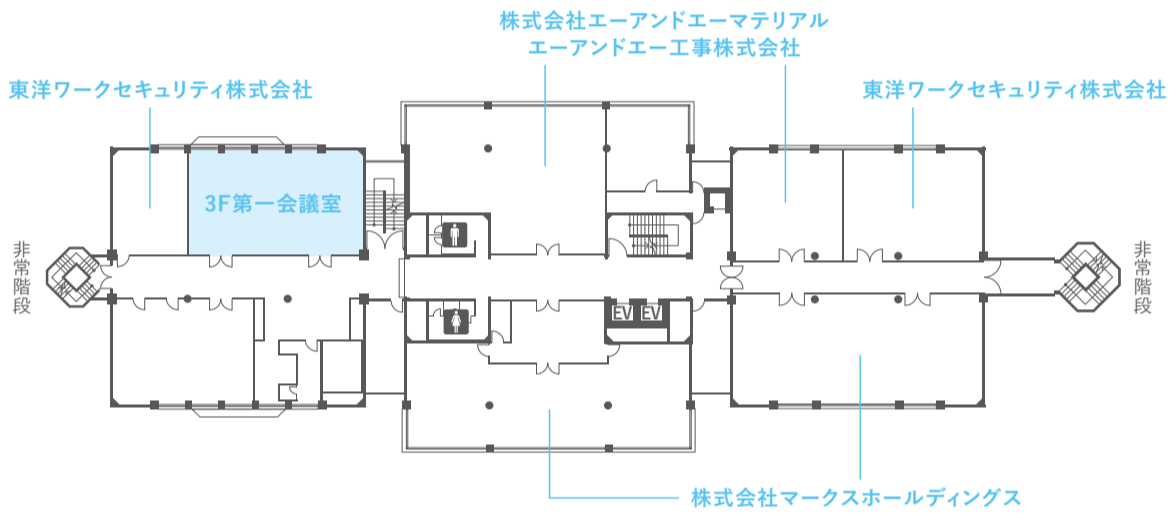 株式会社エーアンドエーマテリアル
エーアンドエー工事株式会社
東洋ワークセキュリティ株式会社
東洋ワークセキュリティ株式会社
3F第一会議室
非常階段
非常階段
EV EV
株式会社マークスホールディングス